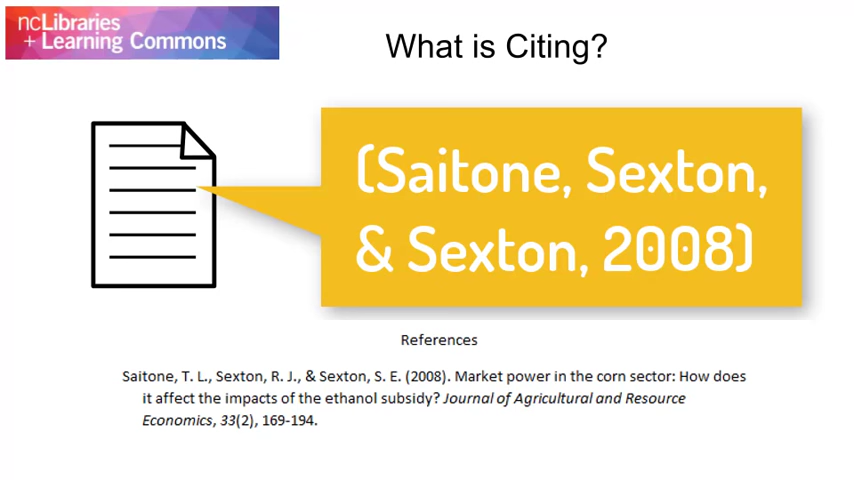 ncLibraries
+ Learning Commons
What is Citing?
(Saitone, Sexton,
& Sexton, 2008)
References
Saitone, T. L., Sexton, R. J., & Sexton, S. E. (2008). Market power in the corn sector: How does
it affect the impacts of the ethanol subsidy? Journal of Agricultural and Resource
Economics, 33(2), 169-194.